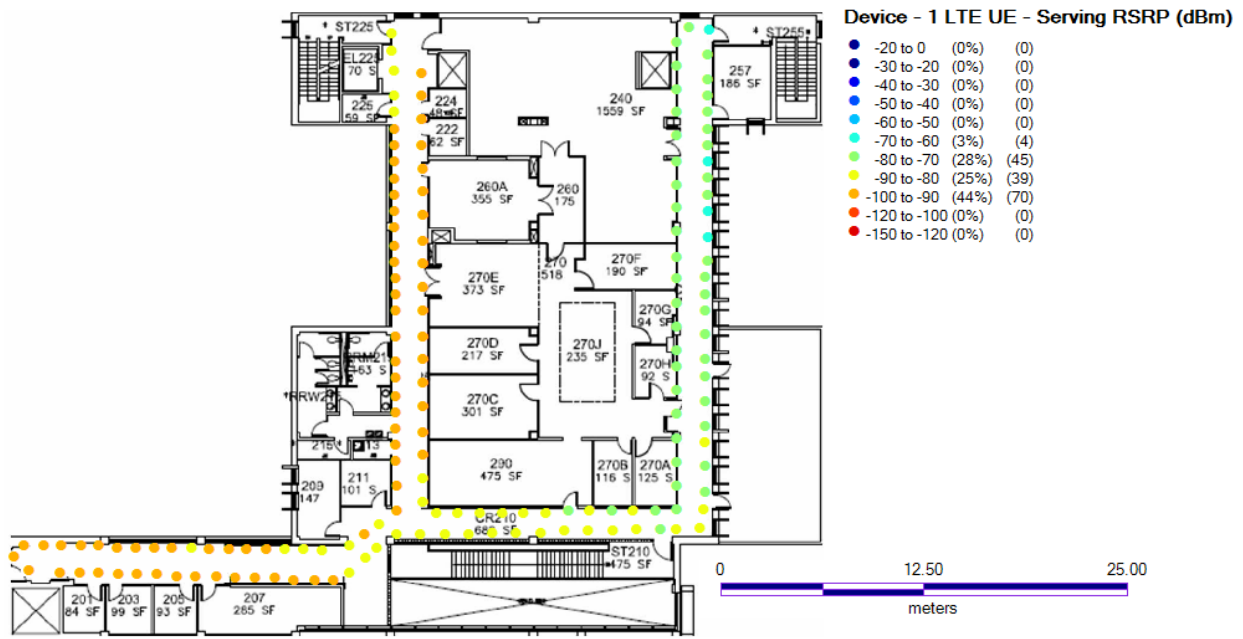 Device - 1 LTE UE - Serving RSRP (dBm)
-20 to 0 (0%) (0)
-30 to -20 (0%) (0)
-40 to -30 (0%) (0)
-50 to -40 (0%) (0)
-60 to -50 (0%) (0)
-70 to -60 (3%) (4)
-80 to -70 (28%) (45)
-90 to -80 (25%) (39)
-100 to -90 (44%) (70)
-120 to -100 (0%) (0)
-150 to -120 (0%) (0)
ST225
ST255
EL225
70 S
257
186 SF
225
59 SF
224
48 SF
222
62 SF
240
1559 SF
260A
355 SF
260
175
270
518
270F
190 SF
270E
373 SF
270G
94 SF
270J
235 SF
270D
217 SF
270H
92 S
163 S
270C
301 SF
215
290
475 SF
270B
116 SF
270A
125 SF
211
101 S
209
147
CR210
ST210
475 SF
201
84 SF
203
99 SF
205
93 SF
207
285 SF
0 12.50 25.00
meters